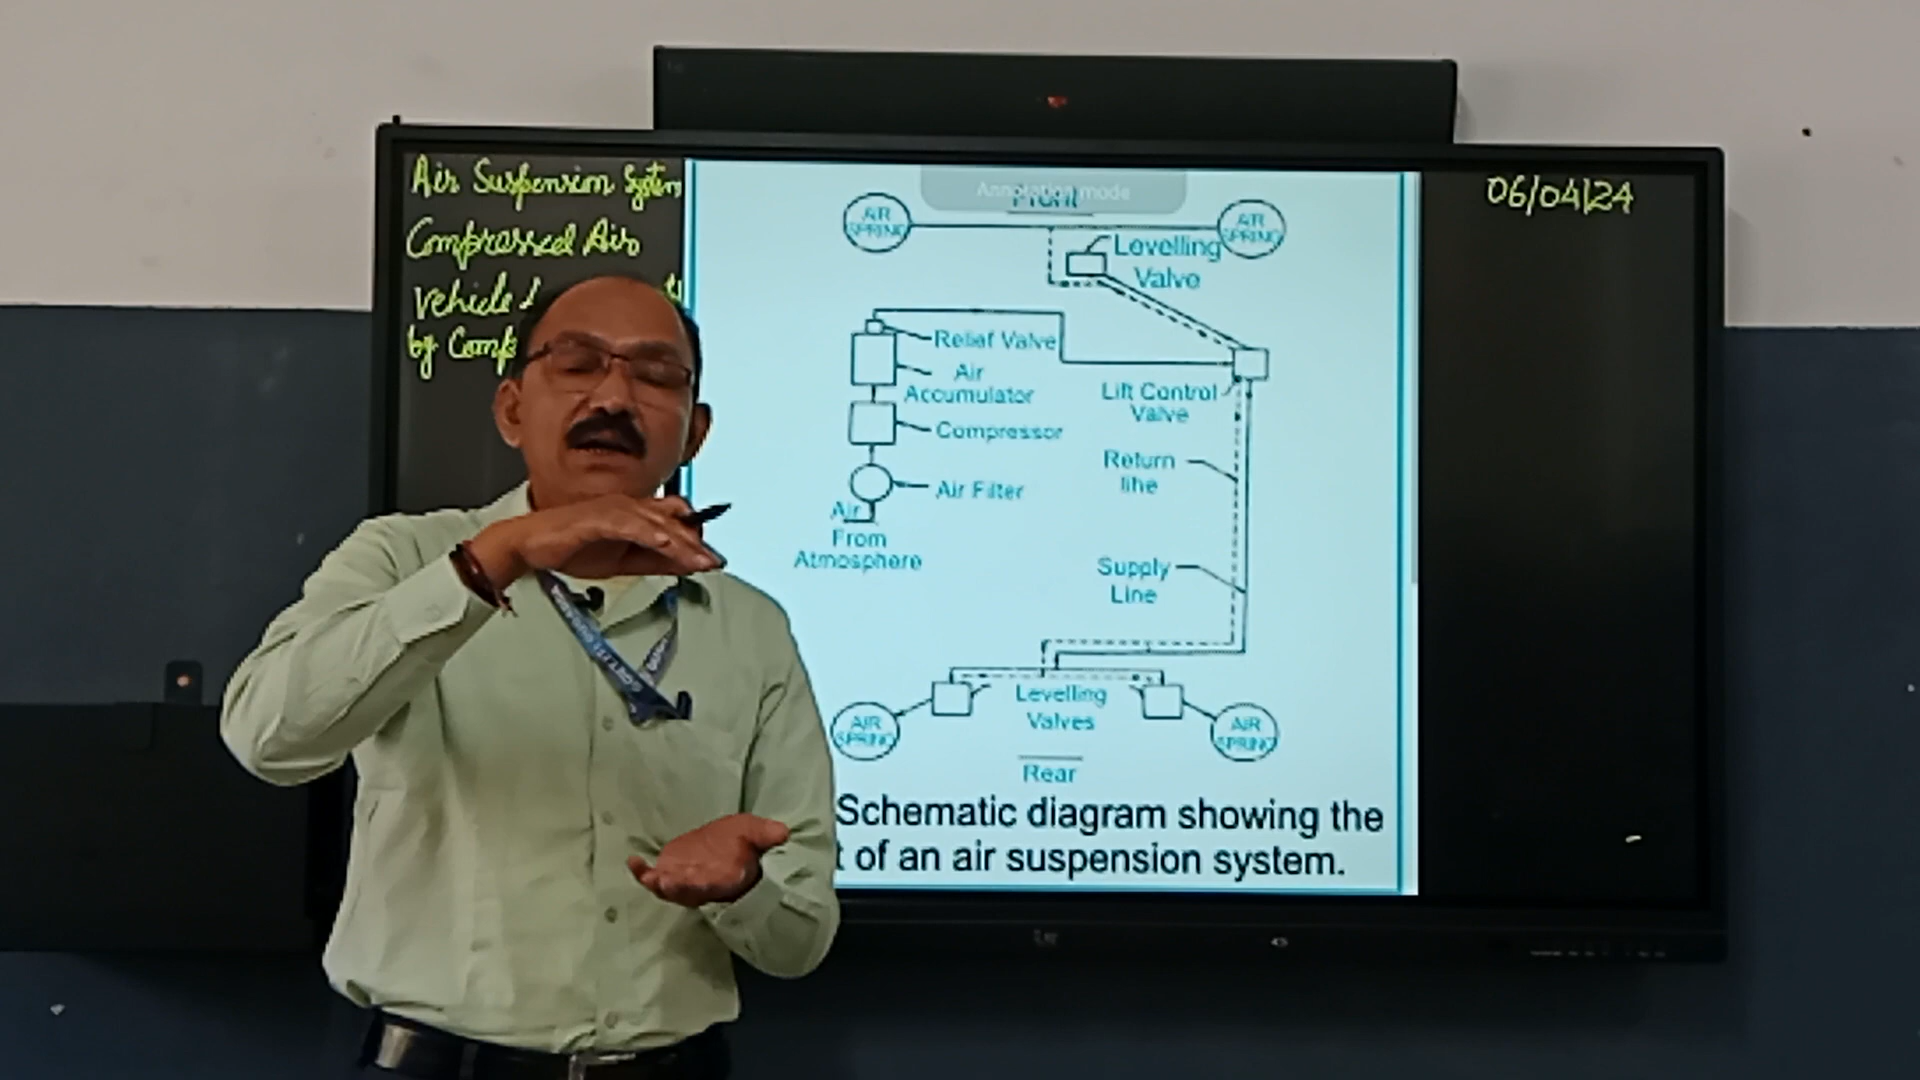 Air Suspension System
Compressed Air
vehicle
by Comp
06/04/24
Annotation mode
Front
AIR
SPRING
AIR
SPRING
Levelling
Valve
Relief Valve
Air
Accumulator
Lift Control
Valve
Compressor
Return
line
Air Filter
Air
From
Atmosphere
Supply
Line
Levelling
Valves
AIR
SPRING
AIR
SPRING
Rear
Schematic diagram showing the
t of an air suspension system.